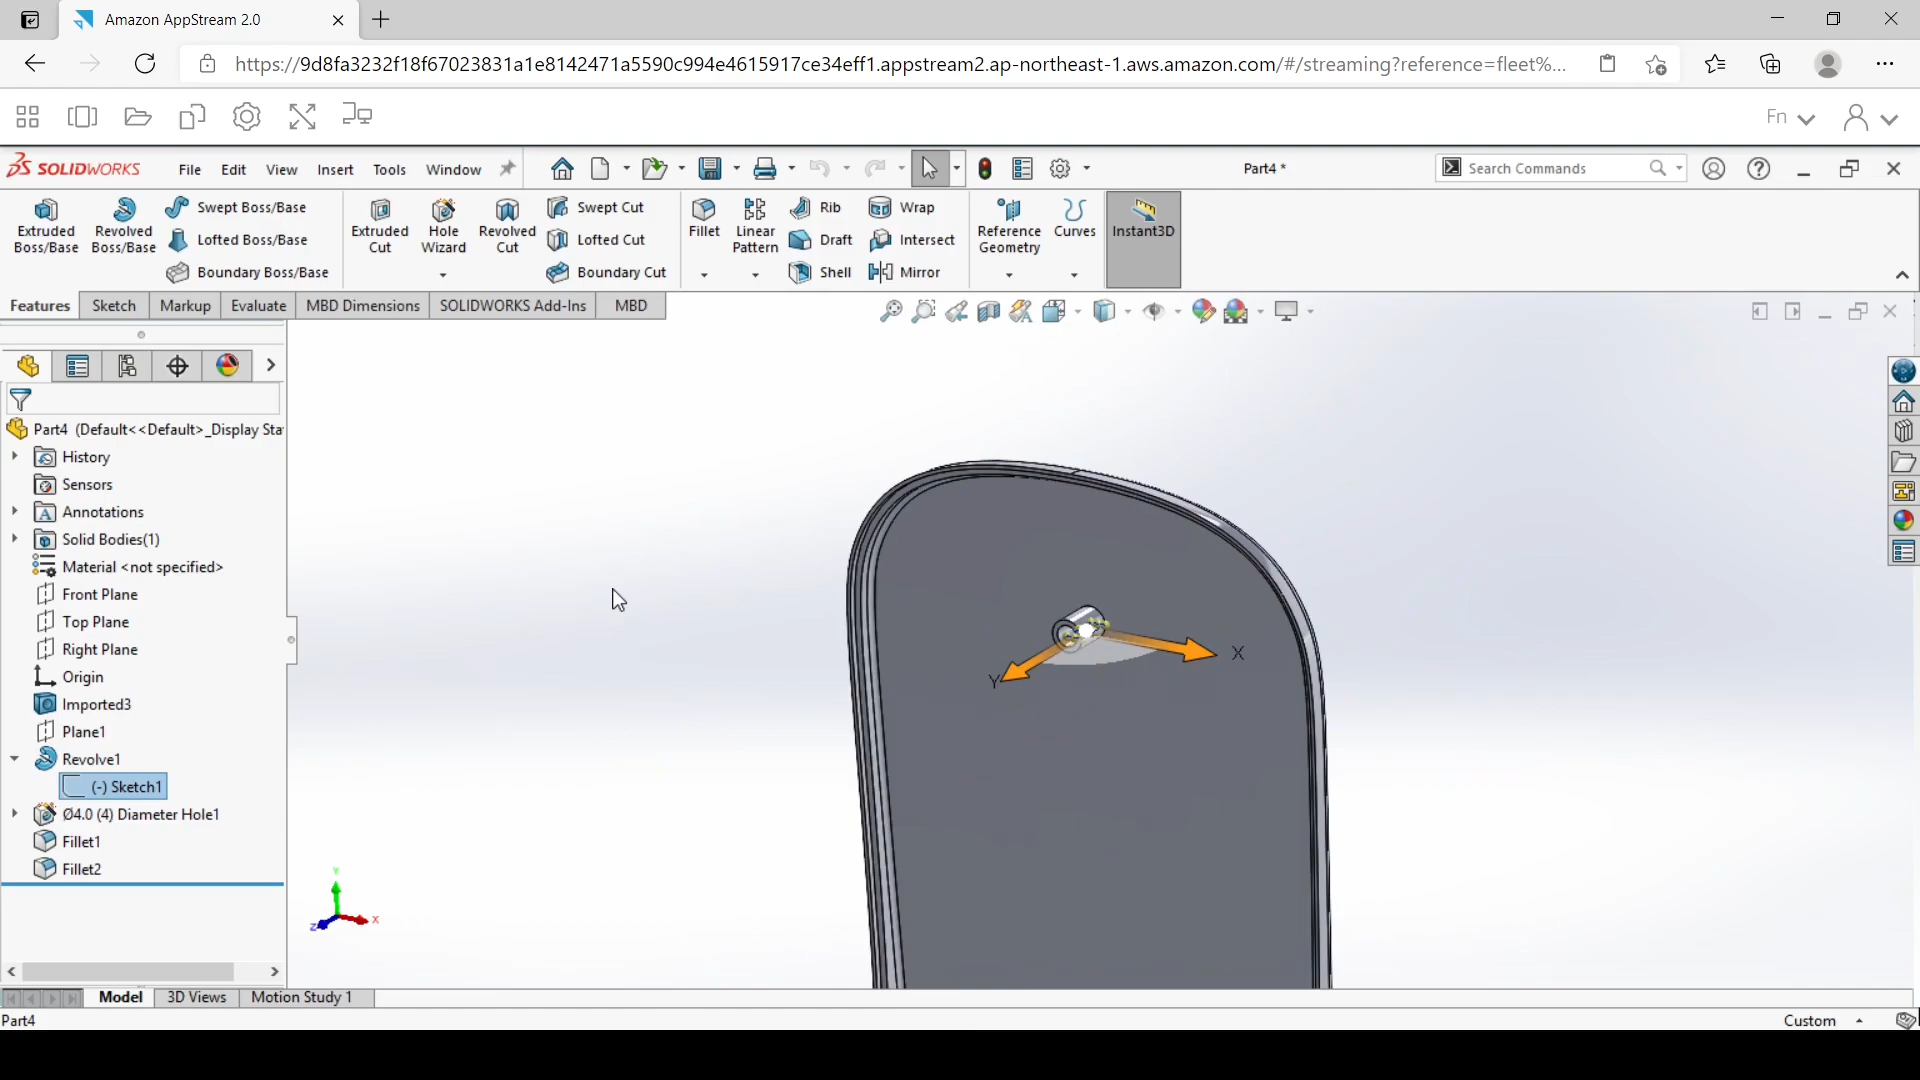 Amazon AppStream 2.0
https://9d8fa3232f18f67023831a1e8142471a5590c994e4615917ce34eff1.appstream2.ap-northeast-1.aws.amazon.com/#/streaming?reference=fleet%...
Fn
SOLIDWORKS File Edit View Insert Tools Window Part4 * Search Commands
Extruded Boss/Base
Revolved Boss/Base
Swept Boss/Base
Lofted Boss/Base
Boundary Boss/Base
Extruded Cut
Hole Wizard
Revolved Cut
Swept Cut
Lofted Cut
Boundary Cut
Fillet
Linear Pattern
Rib
Draft
Shell
Wrap
Intersect
Mirror
Reference Geometry
Curves
Instant3D
Features Sketch Markup Evaluate MBD Dimensions SOLIDWORKS Add-Ins MBD
Part4 (Default<<Default>_Display Sta
History
Sensors
Annotations
Solid Bodies(1)
Material <not specified>
Front Plane
Top Plane
Right Plane
Origin
Imported3
Plane1
Revolve1
(-) Sketch1
Ø4.0 (4) Diameter Hole1
Fillet1
Fillet2
X
Y
Y
X
Z
Model 3D Views Motion Study 1
Part4 Custom